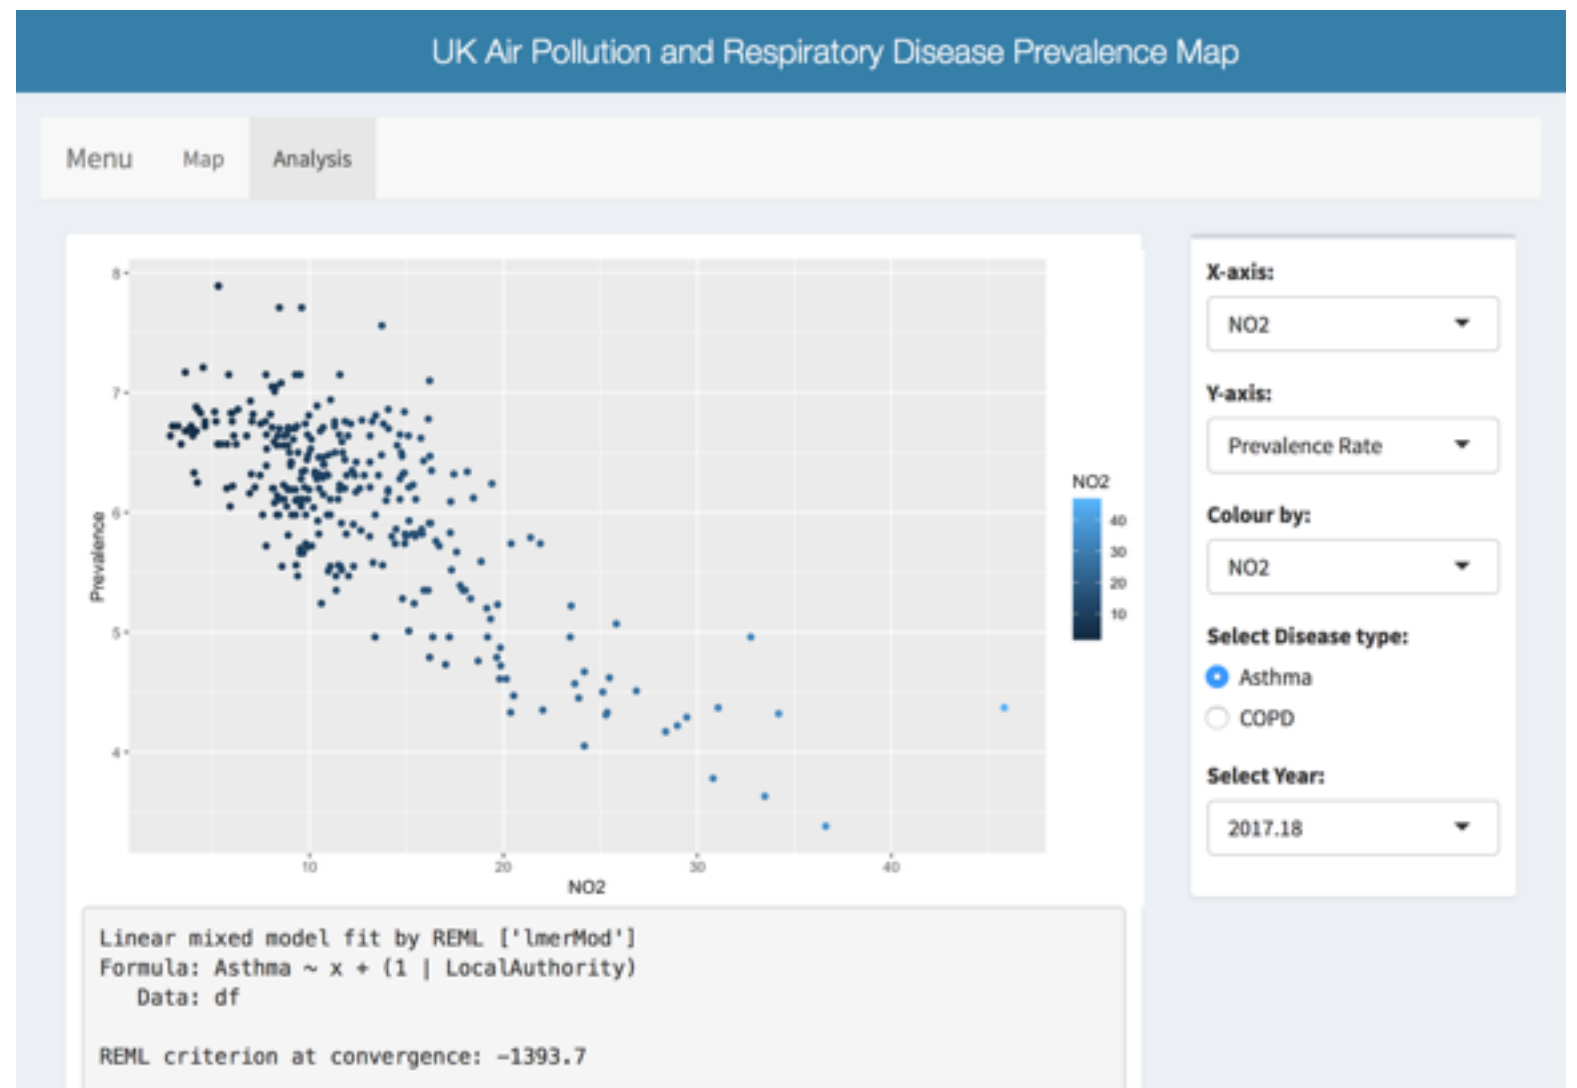 UK Air Pollution and Respiratory Disease Prevalence Map
Menu Map Analysis
8
7
6
5
4
Prevalence
10 20 30 40
NO2
NO2
40
30
20
10
X-axis:
NO2
Y-axis:
Prevalence Rate
Colour by:
NO2
Select Disease type:
Asthma
COPD
Select Year:
2017.18
Linear mixed model fit by REML ['lmerMod']
Formula: Asthma ~ x + (1 | LocalAuthority)
   Data: df
REML criterion at convergence: -1393.7